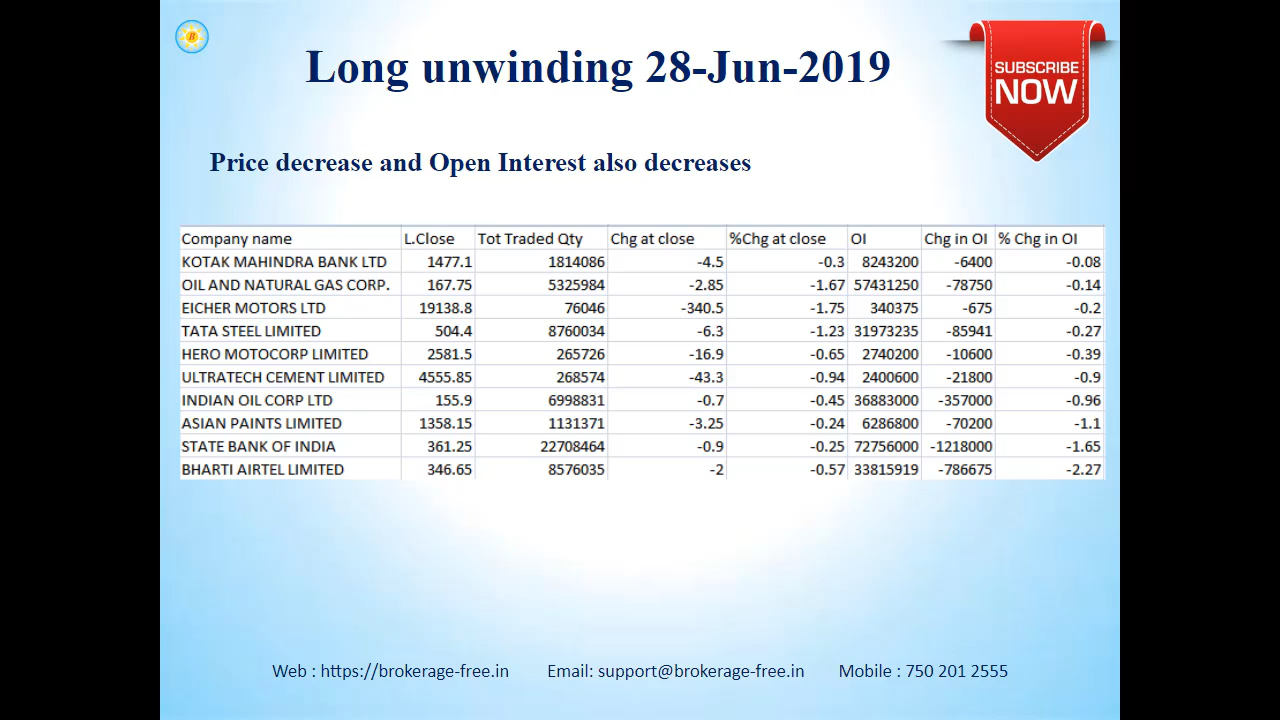 B
Long unwinding 28-Jun-2019
SUBSCRIBE
NOW
Price decrease and Open Interest also decreases
Company name L.Close Tot Traded Qty Chg at close %Chg at close OI Chg in OI % Chg in OI
KOTAK MAHINDRA BANK LTD 1477.1 1814086 -4.5 -0.3 8243200 -6400 -0.08
OIL AND NATURAL GAS CORP. 167.75 5325984 -2.85 -1.67 57431250 -78750 -0.14
EICHER MOTORS LTD 19138.8 76046 -340.5 -1.75 340375 -675 -0.2
TATA STEEL LIMITED 504.4 8760034 -6.3 -1.23 31973235 -85941 -0.27
HERO MOTOCORP LIMITED 2581.5 265726 -16.9 -0.65 2740200 -10600 -0.39
ULTRATECH CEMENT LIMITED 4555.85 268574 -43.3 -0.94 2400600 -21800 -0.9
INDIAN OIL CORP LTD 155.9 6998831 -0.7 -0.45 36883000 -357000 -0.96
ASIAN PAINTS LIMITED 1358.15 1131371 -3.25 -0.24 6286800 -70200 -1.1
STATE BANK OF INDIA 361.25 22708464 -0.9 -0.25 72756000 -1218000 -1.65
BHARTI AIRTEL LIMITED 346.65 8576035 -2 -0.57 33815919 -786675 -2.27
Web : https://brokerage-free.in Email: support@brokerage-free.in Mobile : 750 201 2555